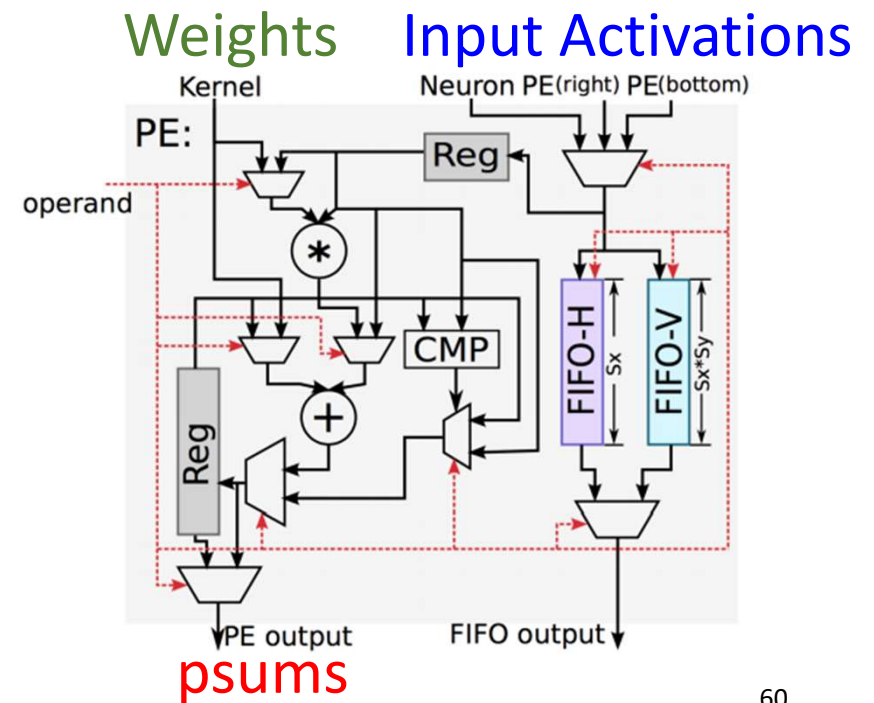 Weights Input Activations
Kernel Neuron PE(right) PE(bottom)
PE:
Reg
operand
*
CMP
FIFO-H
Sx
FIFO-V
Sx*Sy
+
Reg
PE output FIFO output
psums
60